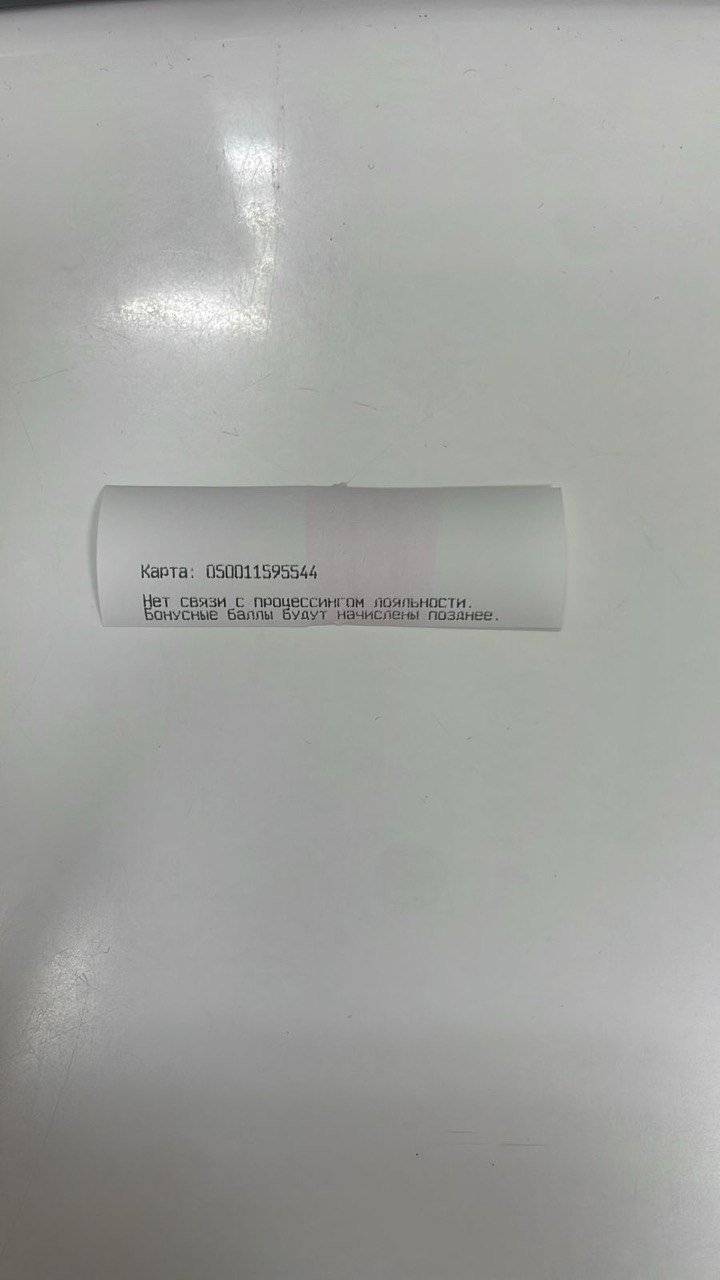 Карта: 050011595544
Нет связи с процессингом лояльности.
Бонусные баллы будут начислены позднее.